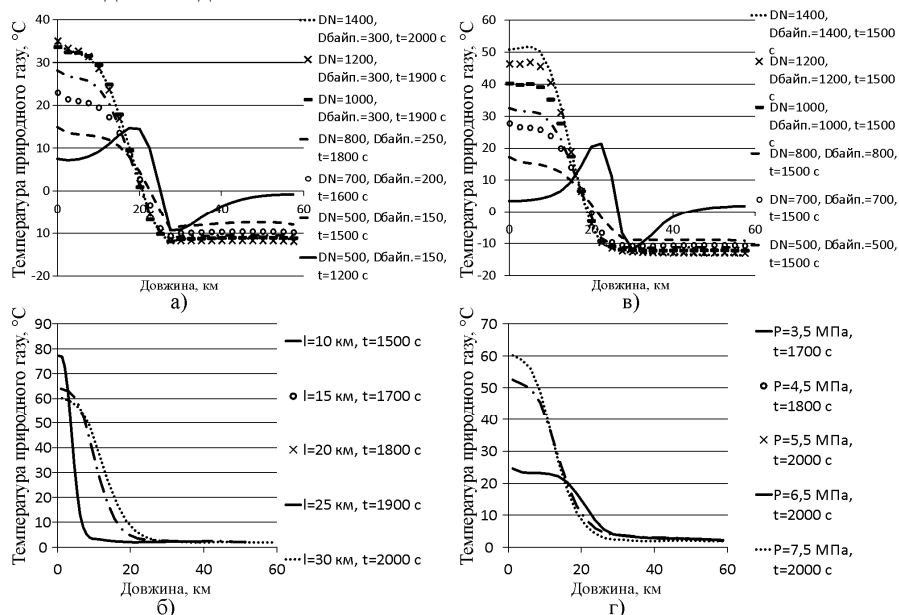 Температура природного газу, °С
40
30
20
10
0
-10
-20
0
20
40
60
Довжина, км
а)
DN=1400,
Dбайп.=300, t=2000 с
DN=1200,
Dбайп.=300, t=1900 с
DN=1000,
Dбайп.=300, t=1900 с
DN=800, Dбайп.=250,
t=1800 с
DN=700, Dбайп.=200,
t=1600 с
DN=500, Dбайп.=150,
t=1500 с
DN=500, Dбайп.=150,
t=1200 с
Температура природного газу, °С
60
50
40
30
20
10
0
-10
-20
0
20
40
60
Довжина, км
в)
DN=1400,
Dбайп.=1400, t=1500
с
DN=1200,
Dбайп.=1200, t=1500
с
DN=1000,
Dбайп.=1000, t=1500
с
DN=800, Dбайп.=800,
t=1500 с
DN=700, Dбайп.=700,
t=1500 с
DN=500, Dбайп.=500,
t=1500 с
Температура природного газу, °С
90
80
70
60
50
40
30
20
10
0
0
20
40
60
Довжина, км
б)
l=10 км, t=1500 с
l=15 км, t=1700 с
l=20 км, t=1800 с
l=25 км, t=1900 с
l=30 км, t=2000 с
Температура природного газу, °С
70
60
50
40
30
20
10
0
0
20
40
60
Довжина, км
г)
P=3,5 МПа,
t=1700 с
P=4,5 МПа,
t=1800 с
P=5,5 МПа,
t=2000 с
P=6,5 МПа,
t=2000 с
P=7,5 МПа,
t=2000 с